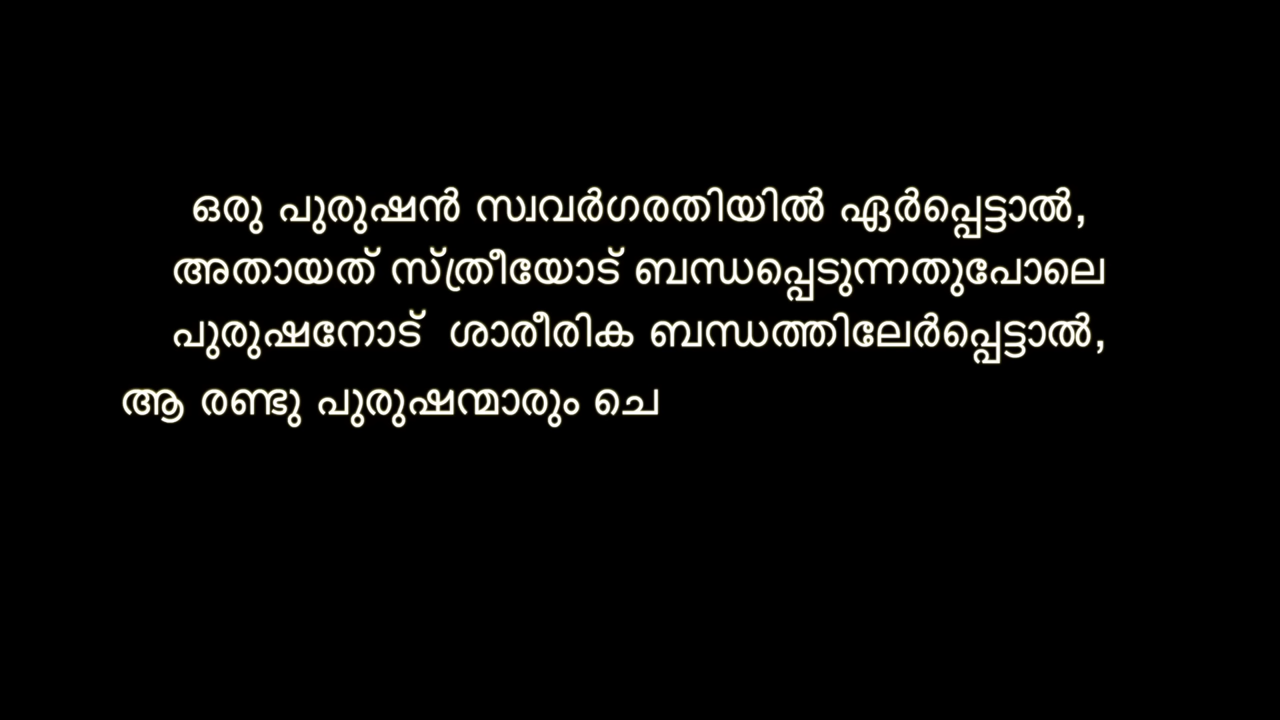 ഒരു പുരുഷൻ സ്വവർഗരതിയിൽ ഏർപ്പെട്ടാൽ,
അതായത് സ്ത്രീയോട് ബന്ധപ്പെടുന്നതുപോലെ
പുരുഷനോട് ശാരീരിക ബന്ധത്തിലേർപ്പെട്ടാൽ,
ആ രണ്ടു പുരുഷന്മാരും ചെ